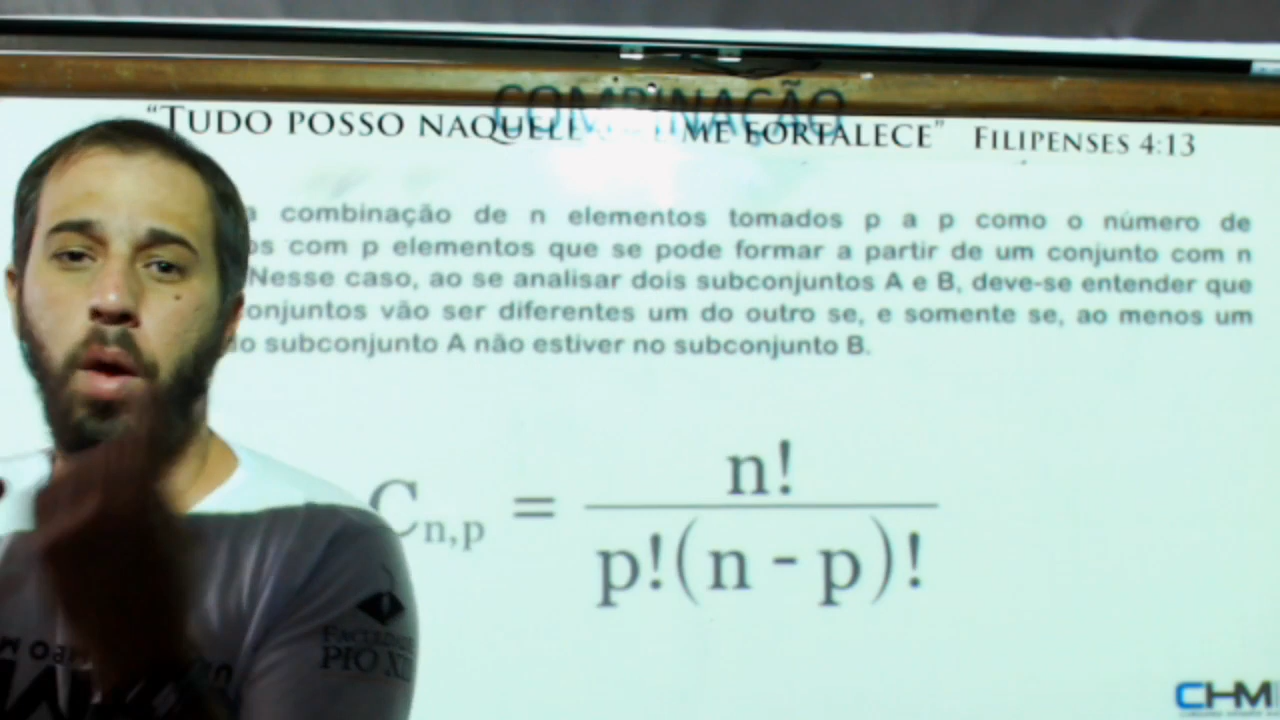 COMBINAÇÃO
“TUDO POSSO NAQUELE ME FORTALECE” FILIPENSES 4:13
combinação de n elementos tomados p a p como o número de
com p elementos que se pode formar a partir de um conjunto com n
Nesse caso, ao se analisar dois subconjuntos A e B, deve-se entender que
onjuntos vão ser diferentes um do outro se, e somente se, ao menos um
do subconjunto A não estiver no subconjunto B.
C n,p = n! / p!(n - p)!
FACULDADE
PIO XII
CHM